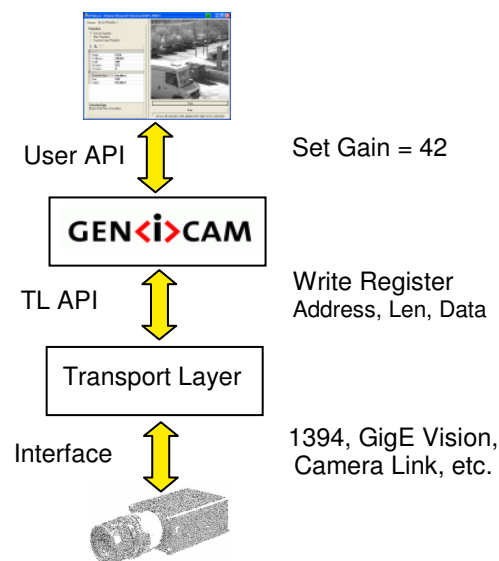 User API
Set Gain = 42
GEN<i>CAM
TL API
Write Register
Address, Len, Data
Transport Layer
Interface
1394, GigE Vision,
Camera Link, etc.